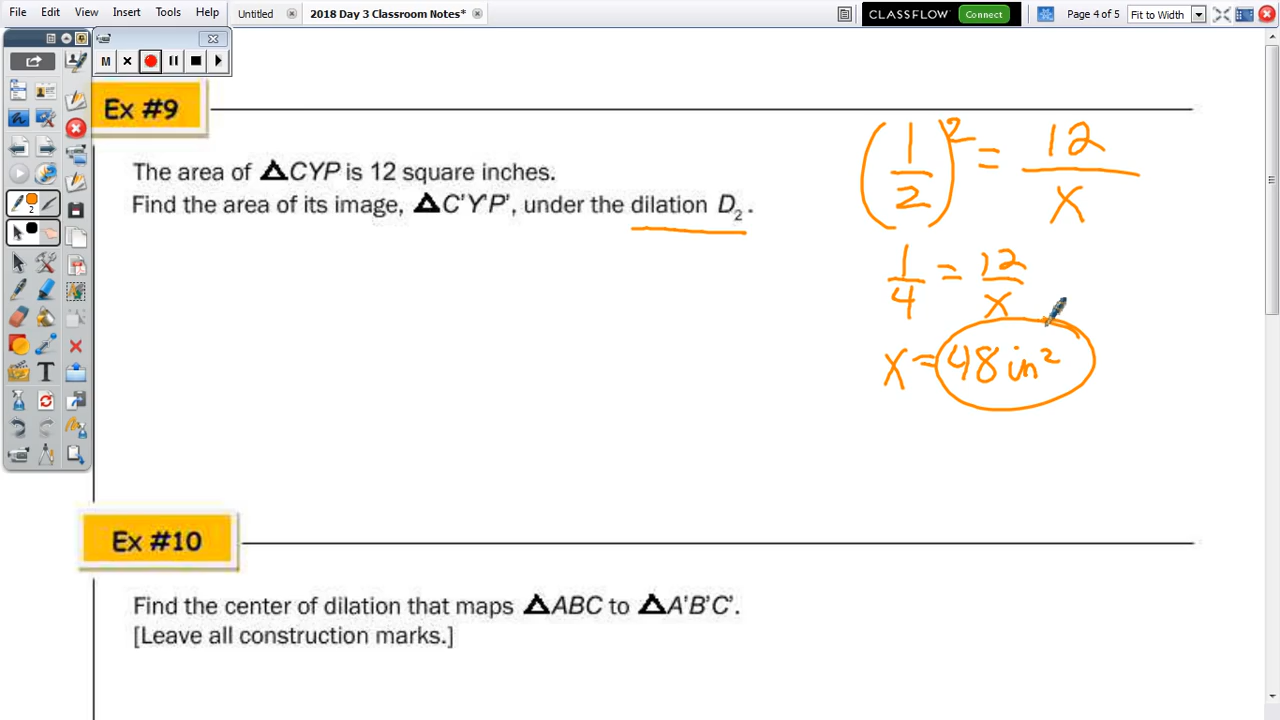 File Edit View Insert Tools Help
Untitled
2018 Day 3 Classroom Notes*
CLASSFLOW Connect
Page 4 of 5
Fit to Width
M
Ex #9
The area of △CYP is 12 square inches.
Find the area of its image, △C'Y'P', under the dilation D₂.
(1/2)² = 12/x
1/4 = 12/x
x = 48 in²
2
T
Ex #10
Find the center of dilation that maps △ABC to △A'B'C'.
[Leave all construction marks.]